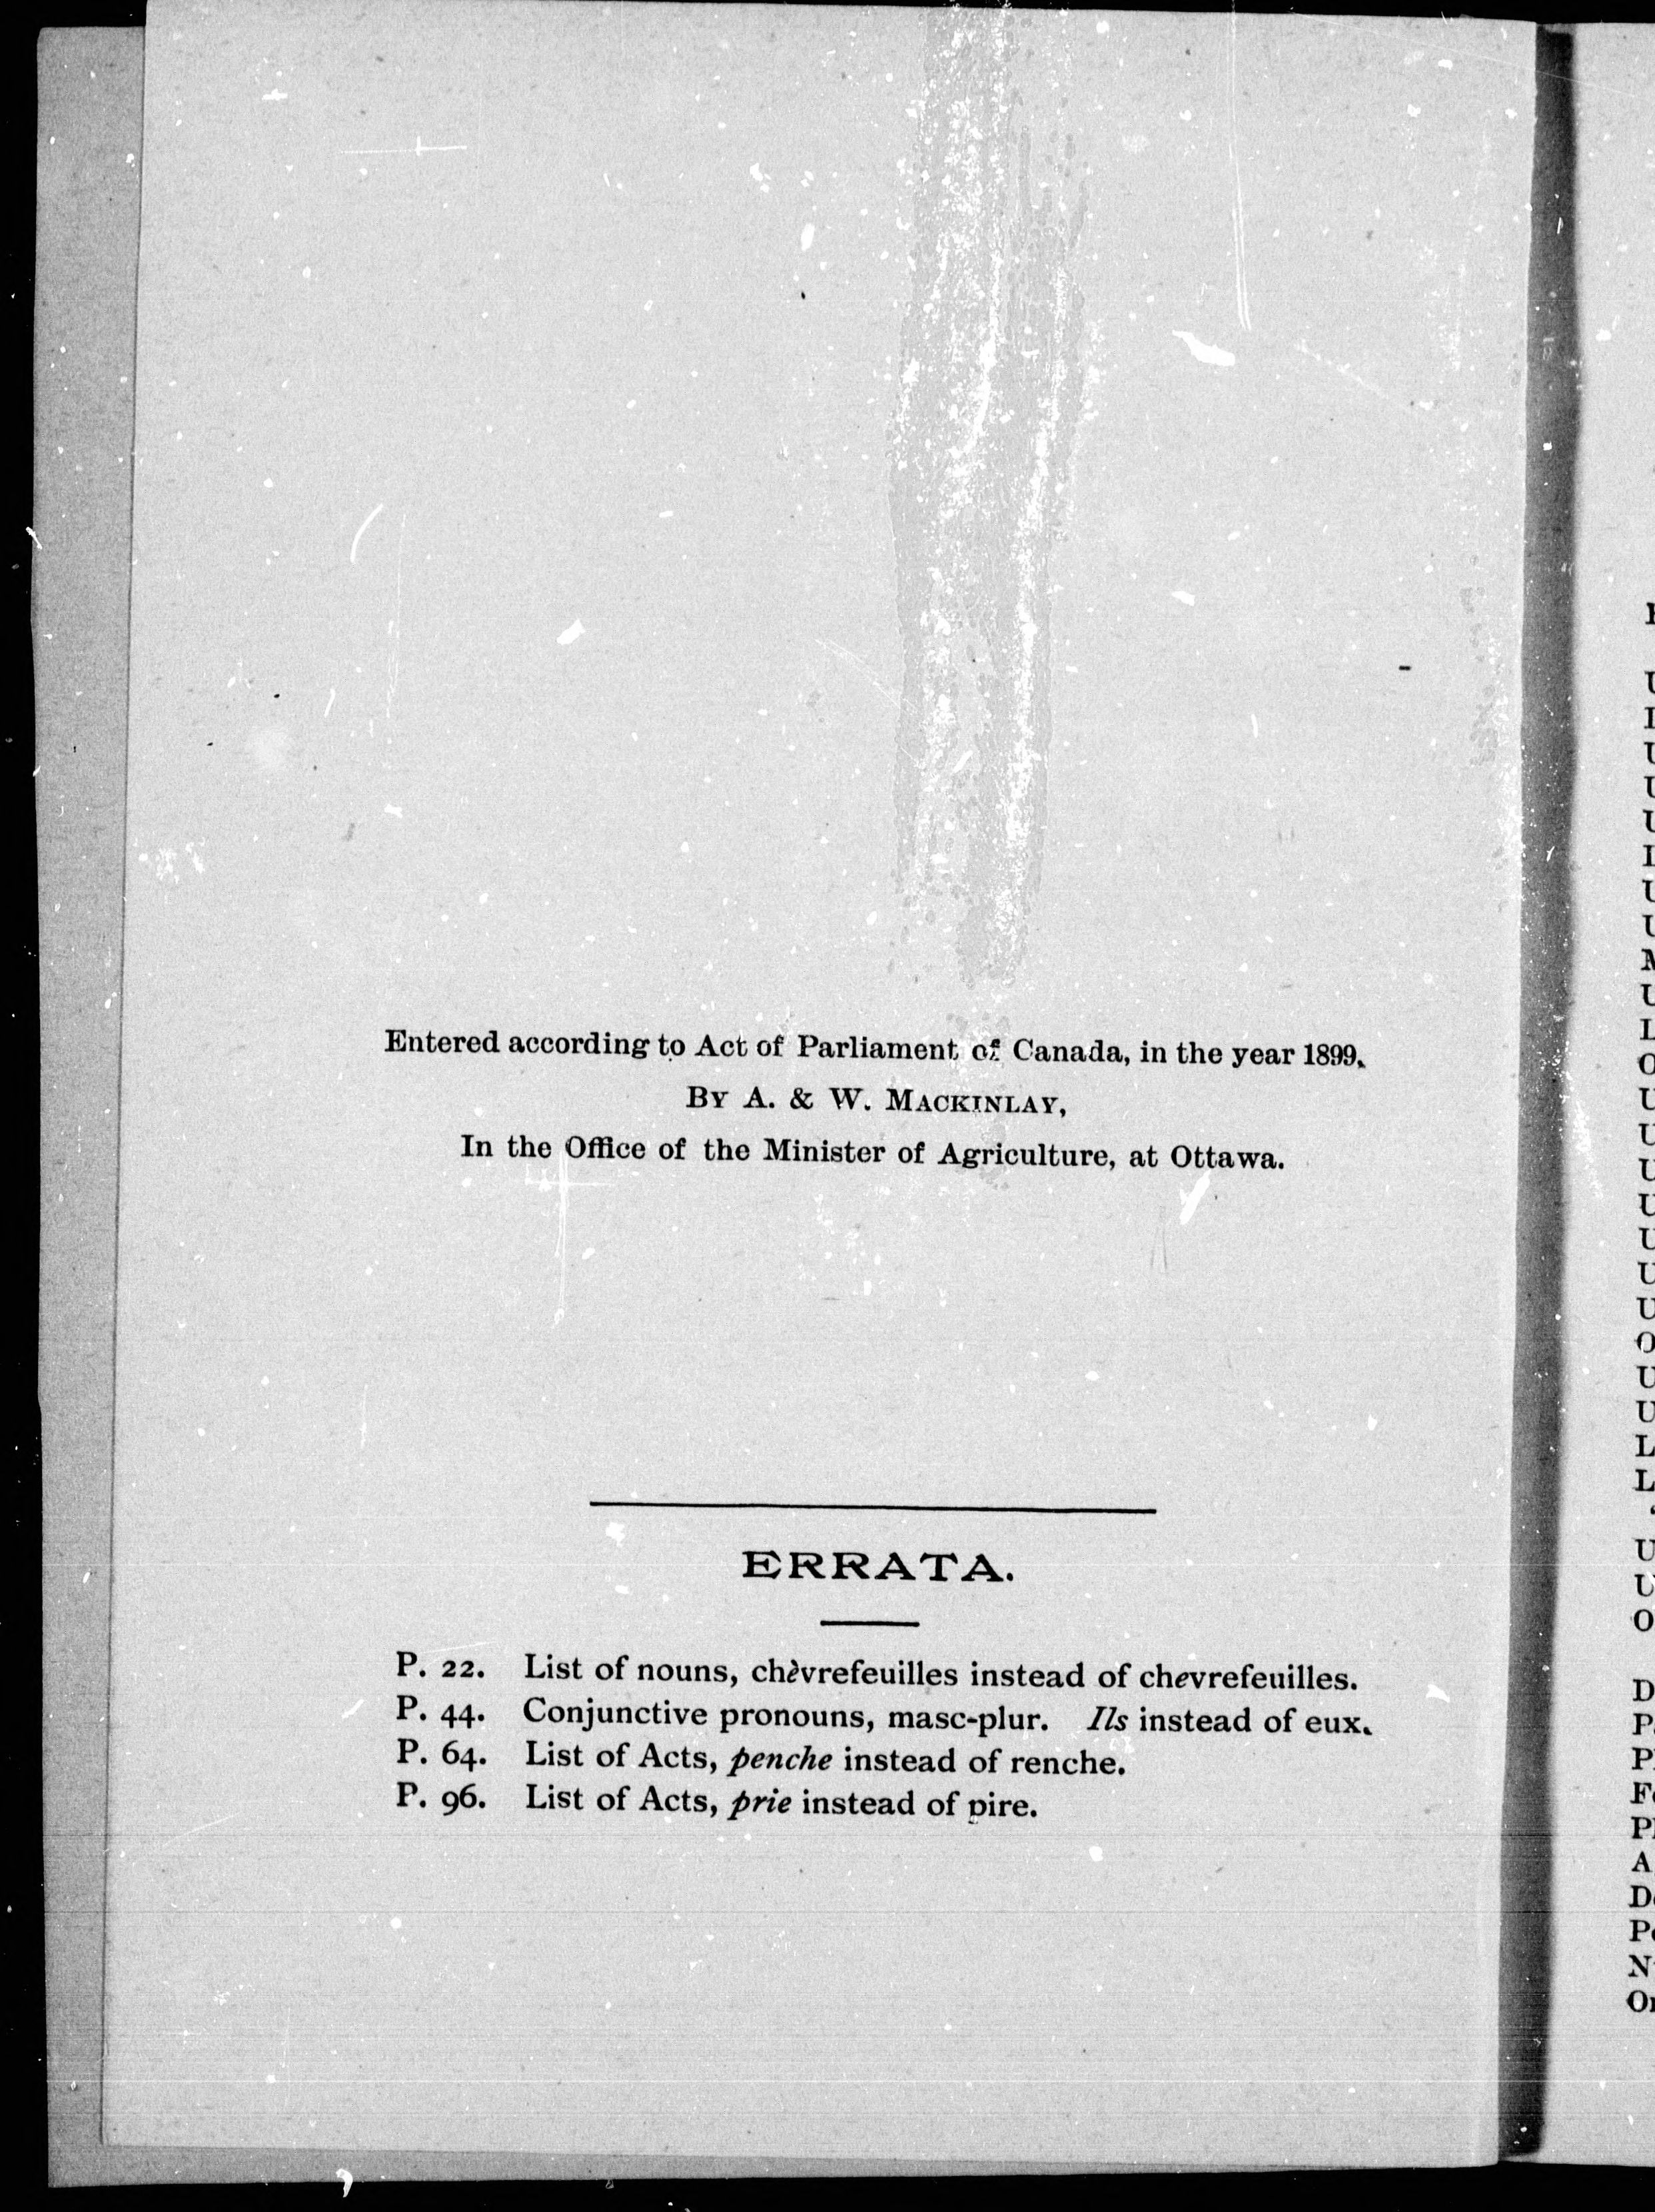 Entered according to Act of Parliament of Canada, in the year 1899,
By A. & W. Mackinlay,
In the Office of the Minister of Agriculture, at Ottawa.
ERRATA.
P. 22. List of nouns, chèvrefeuilles instead of chevrefeuilles.
P. 44. Conjunctive pronouns, masc-plur. Ils instead of eux.
P. 64. List of Acts, penche instead of renche.
P. 96. List of Acts, prie instead of pire.